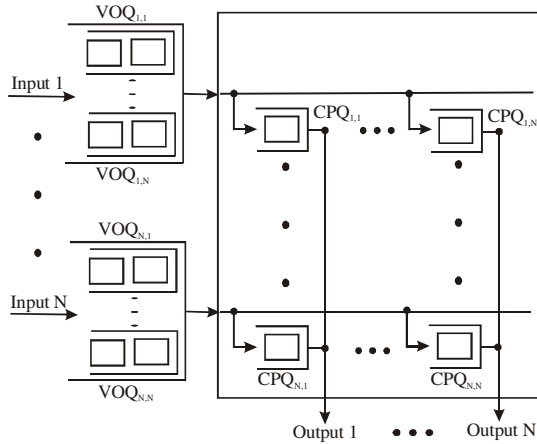 VOQ1,1
Input 1
CPQ1,1
CPQ1,N
VOQ1,N
VOQN,1
Input N
VOQN,N
CPQN,1
CPQN,N
Output 1
Output N